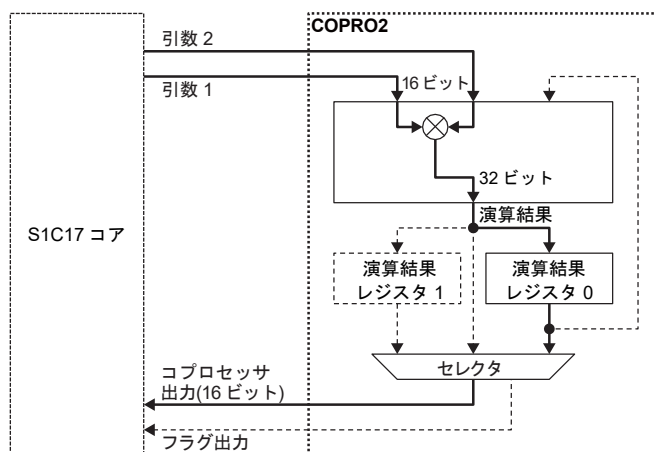 COPRO2
引数 2
引数 1
16 ビット
32 ビット
演算結果
S1C17 コア
演算結果
レジスタ 1
演算結果
レジスタ 0
セレクタ
コプロセッサ
出力(16 ビット)
フラグ出力